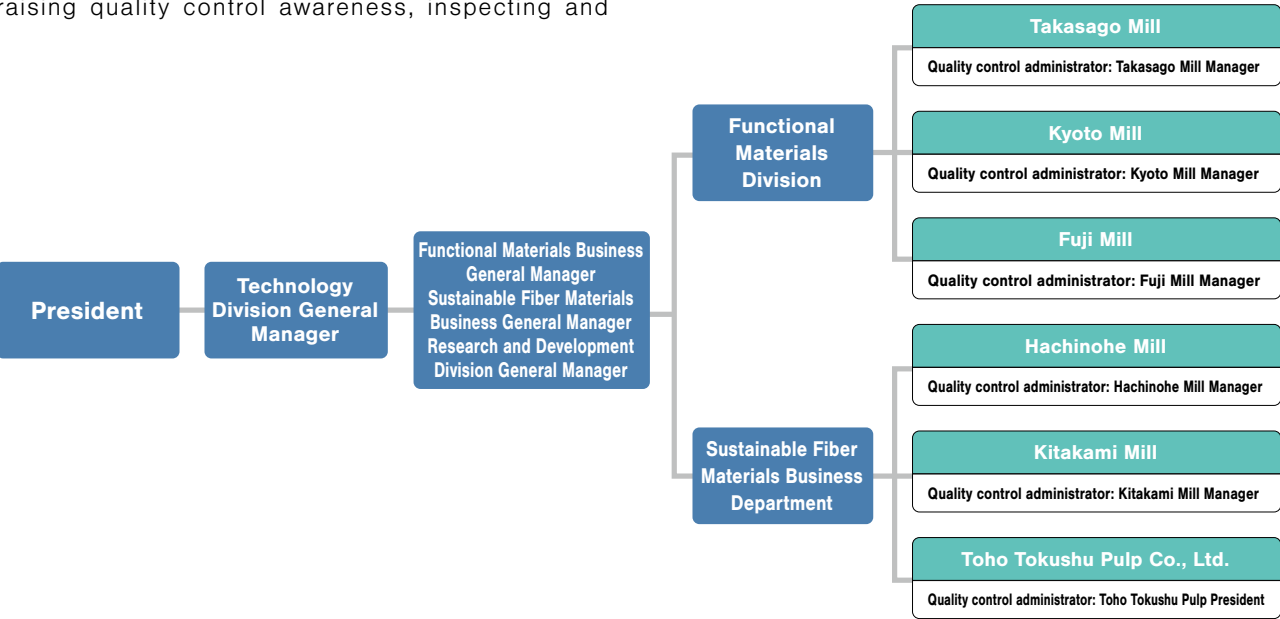 raising quality control awareness, inspecting and
President
Technology
Division General
Manager
Functional Materials Business
General Manager
Sustainable Fiber Materials
Business General Manager
Research and Development
Division General Manager
Functional
Materials
Division
Takasago Mill
Quality control administrator: Takasago Mill Manager
Kyoto Mill
Quality control administrator: Kyoto Mill Manager
Fuji Mill
Quality control administrator: Fuji Mill Manager
Sustainable Fiber
Materials Business
Department
Hachinohe Mill
Quality control administrator: Hachinohe Mill Manager
Kitakami Mill
Quality control administrator: Kitakami Mill Manager
Toho Tokushu Pulp Co., Ltd.
Quality control administrator: Toho Tokushu Pulp President